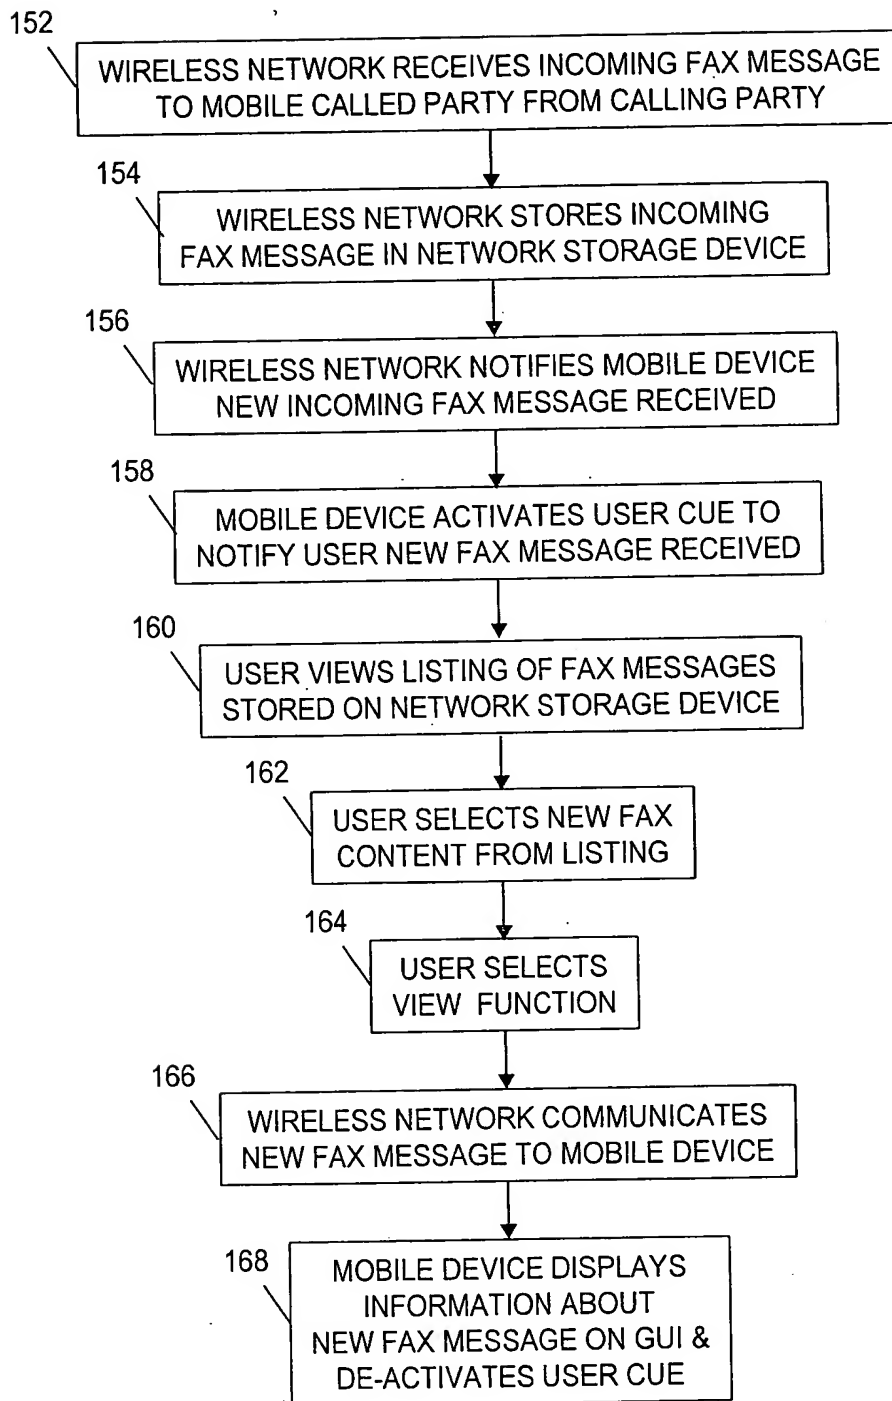 152
WIRELESS NETWORK RECEIVES INCOMING FAX MESSAGE
TO MOBILE CALLED PARTY FROM CALLING PARTY
154
WIRELESS NETWORK STORES INCOMING
FAX MESSAGE IN NETWORK STORAGE DEVICE
156
WIRELESS NETWORK NOTIFIES MOBILE DEVICE
NEW INCOMING FAX MESSAGE RECEIVED
158
MOBILE DEVICE ACTIVATES USER CUE TO
NOTIFY USER NEW FAX MESSAGE RECEIVED
160
USER VIEWS LISTING OF FAX MESSAGES
STORED ON NETWORK STORAGE DEVICE
162
USER SELECTS NEW FAX
CONTENT FROM LISTING
164
USER SELECTS
VIEW FUNCTION
166
WIRELESS NETWORK COMMUNICATES
NEW FAX MESSAGE TO MOBILE DEVICE
168
MOBILE DEVICE DISPLAYS
INFORMATION ABOUT
NEW FAX MESSAGE ON GUI &
DE-ACTIVATES USER CUE